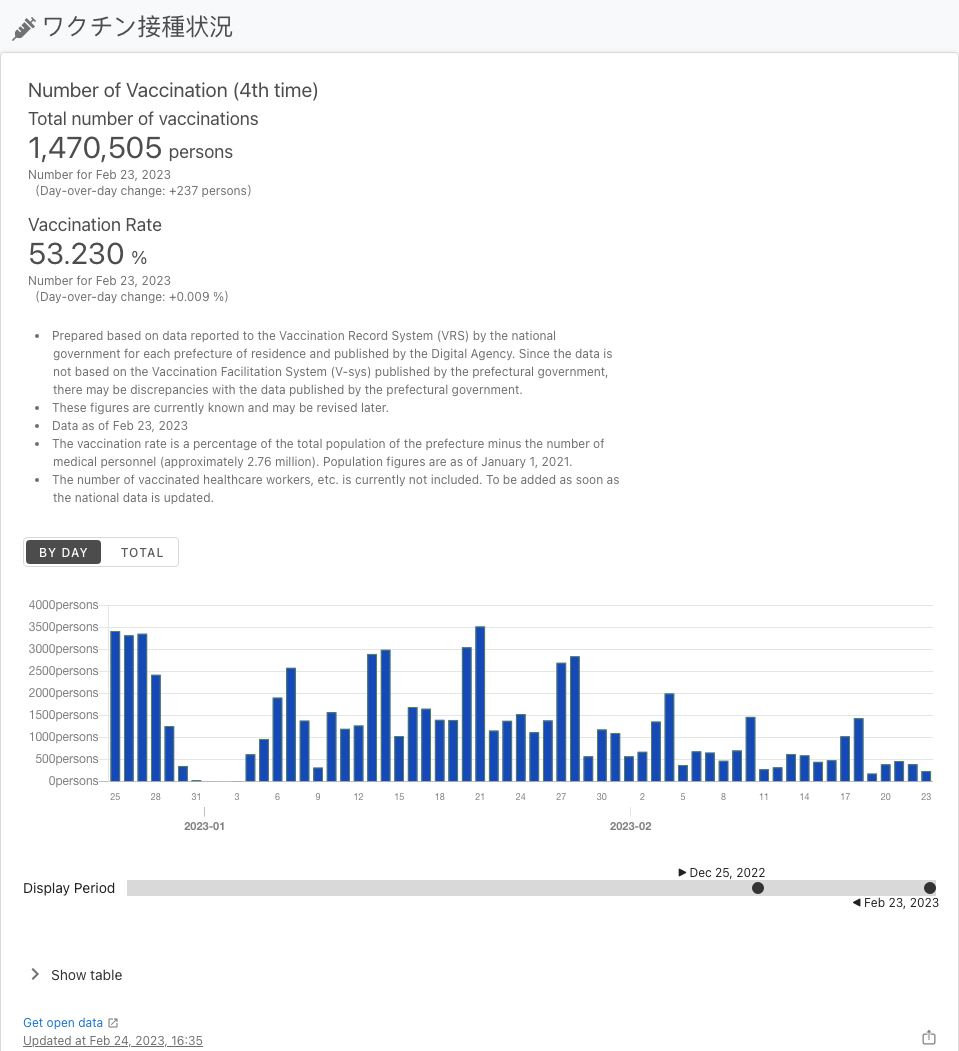 ワクチン接種状況
Number of Vaccination (4th time)
Total number of vaccinations
1,470,505 persons
Number for Feb 23, 2023
(Day-over-day change: +237 persons)
Vaccination Rate
53.230 %
Number for Feb 23, 2023
(Day-over-day change: +0.009 %)
• Prepared based on data reported to the Vaccination Record System (VRS) by the national
government for each prefecture of residence and published by the Digital Agency. Since the data is
not based on the Vaccination Facilitation System (V-sys) published by the prefectural government,
there may be discrepancies with the data published by the prefectural government.
• These figures are currently known and may be revised later.
• Data as of Feb 23, 2023
• The vaccination rate is a percentage of the total population of the prefecture minus the number of
medical personnel (approximately 2.76 million). Population figures are as of January 1, 2021.
• The number of vaccinated healthcare workers, etc. is currently not included. To be added as soon as
the national data is updated.
BY DAY TOTAL
4000persons
3500persons
3000persons
2500persons
2000persons
1500persons
1000persons
500persons
0persons
25 28 31 3 6 9 12 15 18 21 24 27 30 2 5 8 11 14 17 20 23
2023-01 2023-02
▶ Dec 25, 2022
Display Period
◀ Feb 23, 2023
Show table
Get open data
Updated at Feb 24, 2023, 16:35